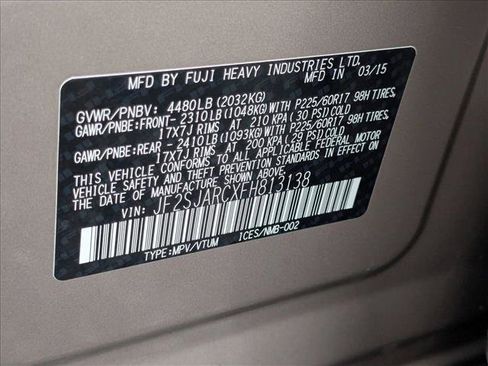 MFD BY FUJI HEAVY INDUSTRIES LTD. 03/15
GVWR/PNBV: 4480LB (2032KG)
GAWR/PNBE:FRONT-2310LB (1048KG)WITH P225/60R17 98H TIRES,
17X7J RIMS AT 210 KPA ( 30 PSI) COLD
GAWR/PNBE:REAR - 2410LB (1093KG)WITH P225/60R17 98H TIRES,
17X7J RIMS AT 200 KPA ( 29 PSI) COLD
THIS VEHICLE CONFORMS TO ALL APPLICABLE FEDERAL MOTOR
VEHICLE SAFETY AND THEFT PREVENTION STANDARDS IN EFFECT ON
THE DATE OF MANUFACTURE SHOWN ABOVE.
VIN: JF2SJARCXFH813138
TYPE:MPV/VTUM ICES/NMB-002